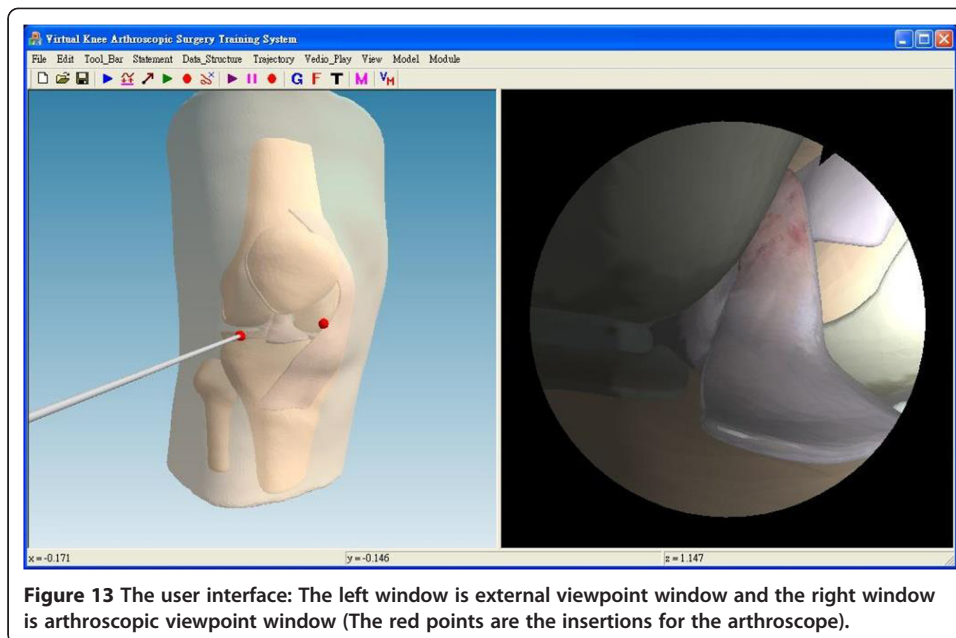 Virtual Knee Arthroscopic Surgery Training System
File Edit Tool_Bar Statement Data_Structure Trajectory Vedio_Play View Model Module
G F T M VM
x = -0.171 y = -0.146 z = 1.147
Figure 13 The user interface: The left window is external viewpoint window and the right window
is arthroscopic viewpoint window (The red points are the insertions for the arthroscope).